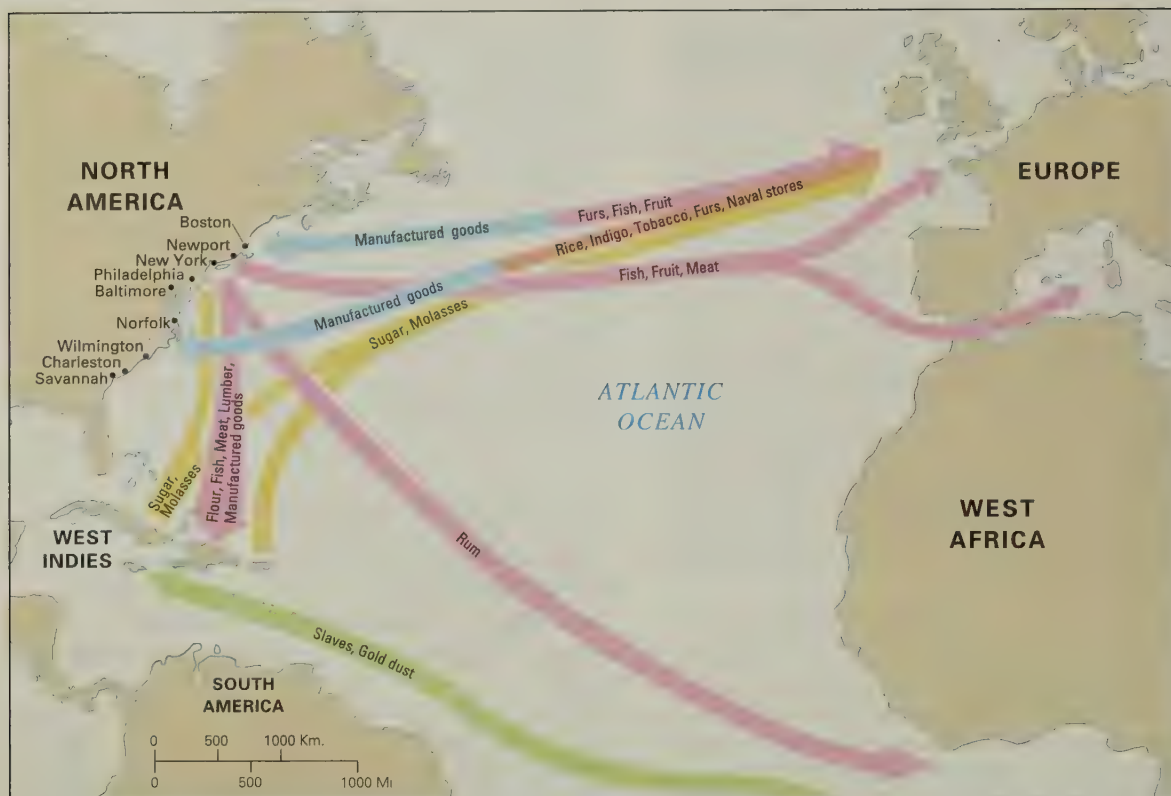 NORTH
AMERICA
Boston
Newport
New York
Philadelphia
Baltimore
Norfolk
Wilmington
Charleston
Savannah
Manufactured goods
Furs, Fish, Fruit
Rice, Indigo, Tobacco, Furs, Naval stores
Manufactured goods
Fish, Fruit, Meat
Sugar, Molasses
EUROPE
ATLANTIC
OCEAN
Sugar,
Molasses
Flour, Fish, Meat, Lumber,
Manufactured goods
WEST
INDIES
Rum
WEST
AFRICA
Slaves, Gold dust
SOUTH
AMERICA
0 500 1000 Km.
0 500 1000 Mi